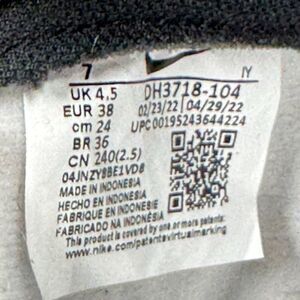 7 IY
UK 4,5 DH3718-104
EUR 38 02/23/22 04/29/22
cm 24 UPC 00195243644224
BR 36
CN 240(2.5)
04JNZY9BE1VD8
MADE IN INDONESIA
HECHO EN INDONESIA
FABRIQUE EN INDONESIE
FABRICADO NA INDONÉSIA
This product is covered by one or more patents:
www.nike.com/patentsvirtualmarking